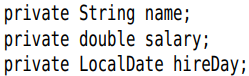 private String name;
private double salary;
private LocalDate hireDay;